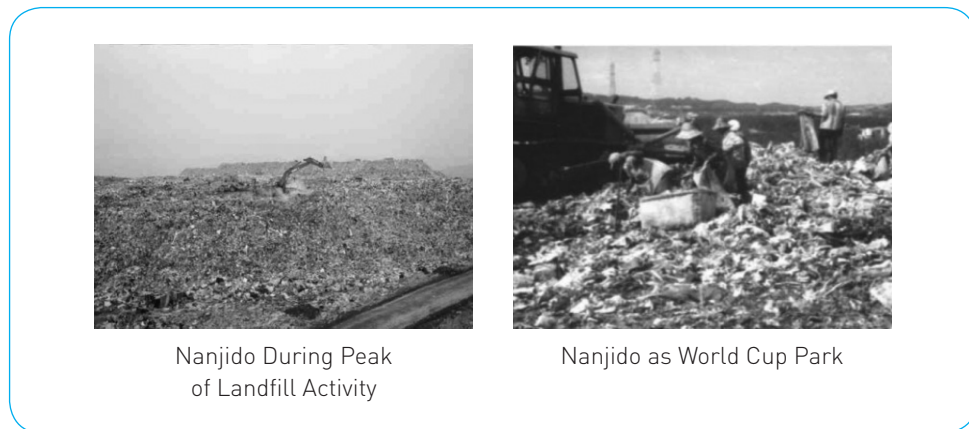 Nanjido During Peak
of Landfill Activity
Nanjido as World Cup Park